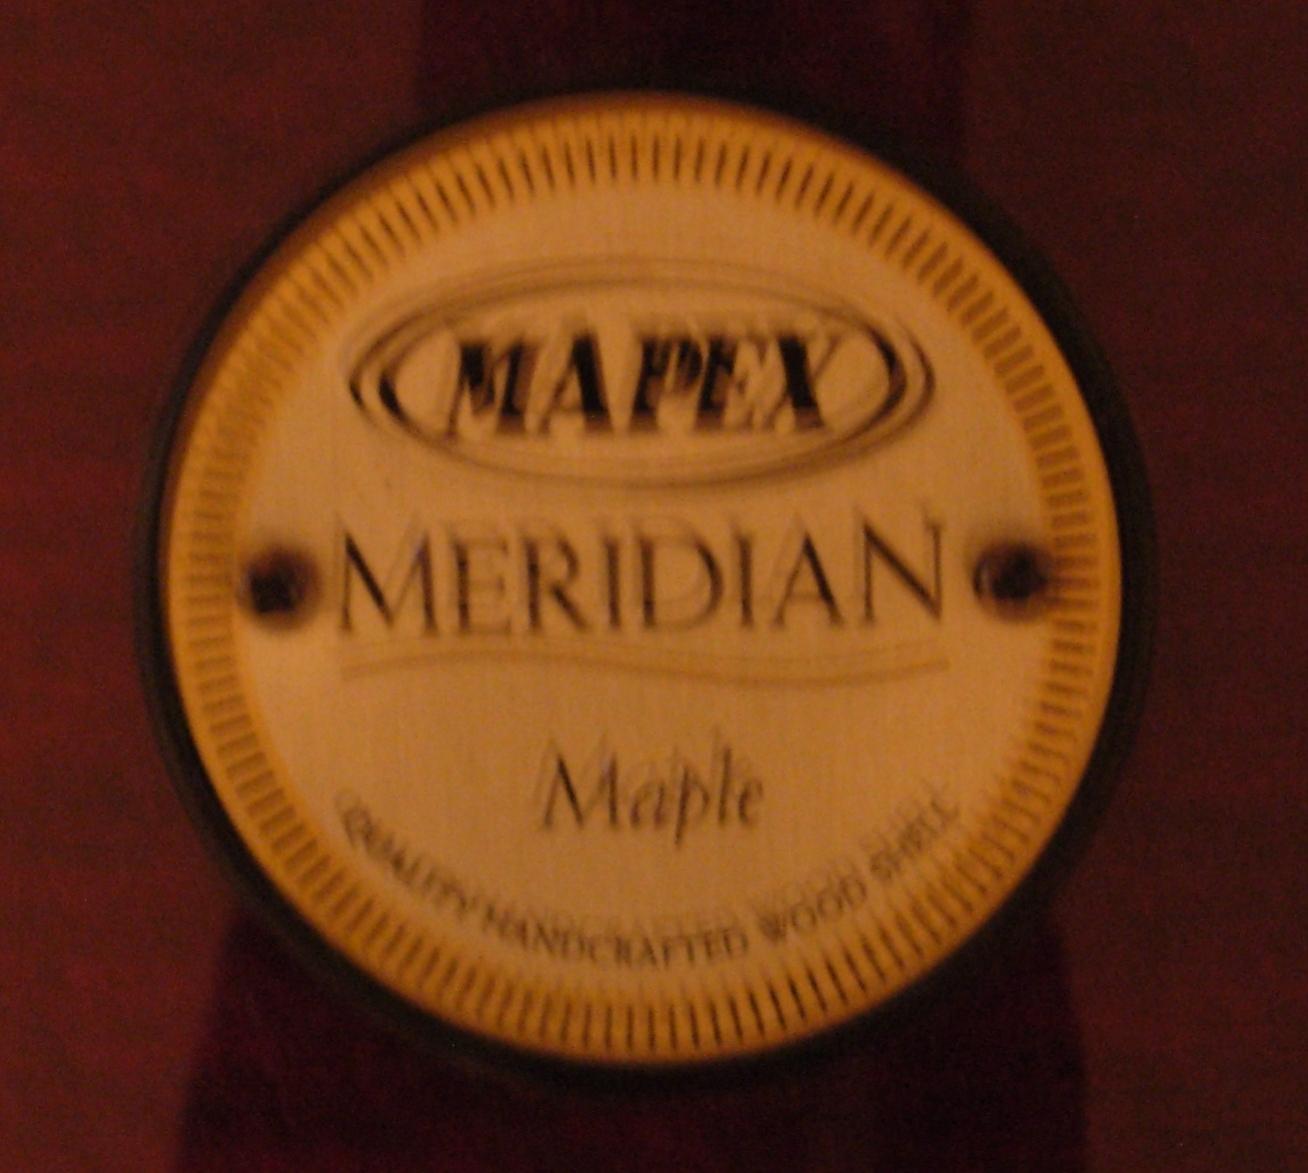 MAPEX
MERIDIAN
Maple
QUALITY HANDCRAFTED WOOD SHELL